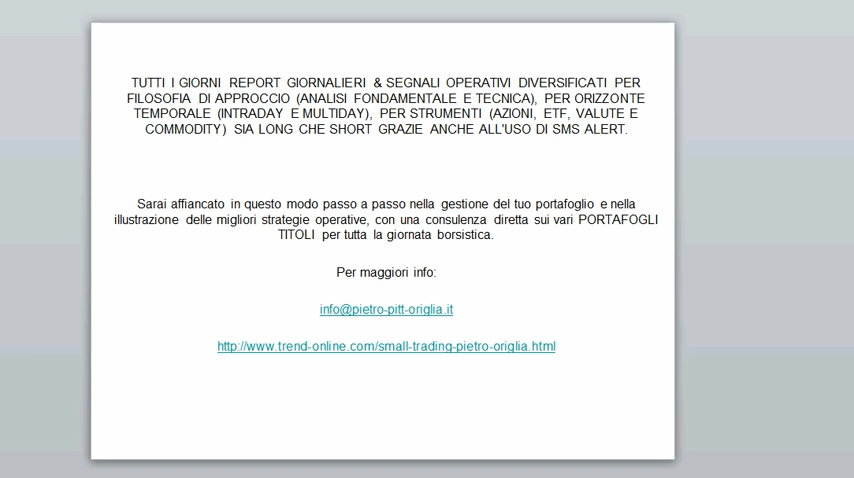 TUTTI I GIORNI REPORT GIORNALIERI & SEGNALI OPERATIVI DIVERSIFICATI PER
FILOSOFIA DI APPROCCIO (ANALISI FONDAMENTALE E TECNICA), PER ORIZZONTE
TEMPORALE (INTRADAY E MULTIDAY), PER STRUMENTI (AZIONI, ETF, VALUTE E
COMMODITY) SIA LONG CHE SHORT GRAZIE ANCHE ALL'USO DI SMS ALERT.
Sarai affiancato in questo modo passo a passo nella gestione del tuo portafoglio e nella
illustrazione delle migliori strategie operative, con una consulenza diretta sui vari PORTAFOGLI
TITOLI per tutta la giornata borsistica.
Per maggiori info:
info@pietro-pitt-origlia.it
http://www.trend-online.com/small-trading-pietro-origlia.html